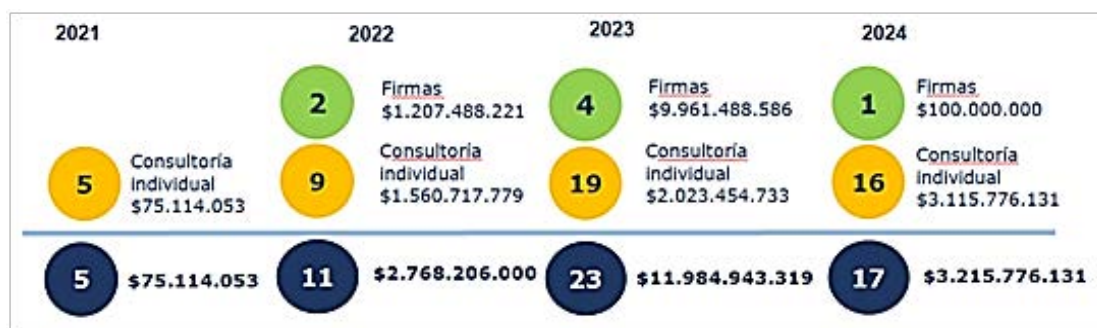 2021
2022
2023
2024
2
Firmas
$1.207.488.221
4
Firmas
$9.961.488.586
1
Firmas
$100.000.000
5
Consultoría
individual
$75.114.053
9
Consultoría
individual
$1.560.717.779
19
Consultoría
individual
$2.023.454.733
16
Consultoría
individual
$3.115.776.131
5
$75.114.053
11
$2.768.206.000
23
$11.984.943.319
17
$3.215.776.131